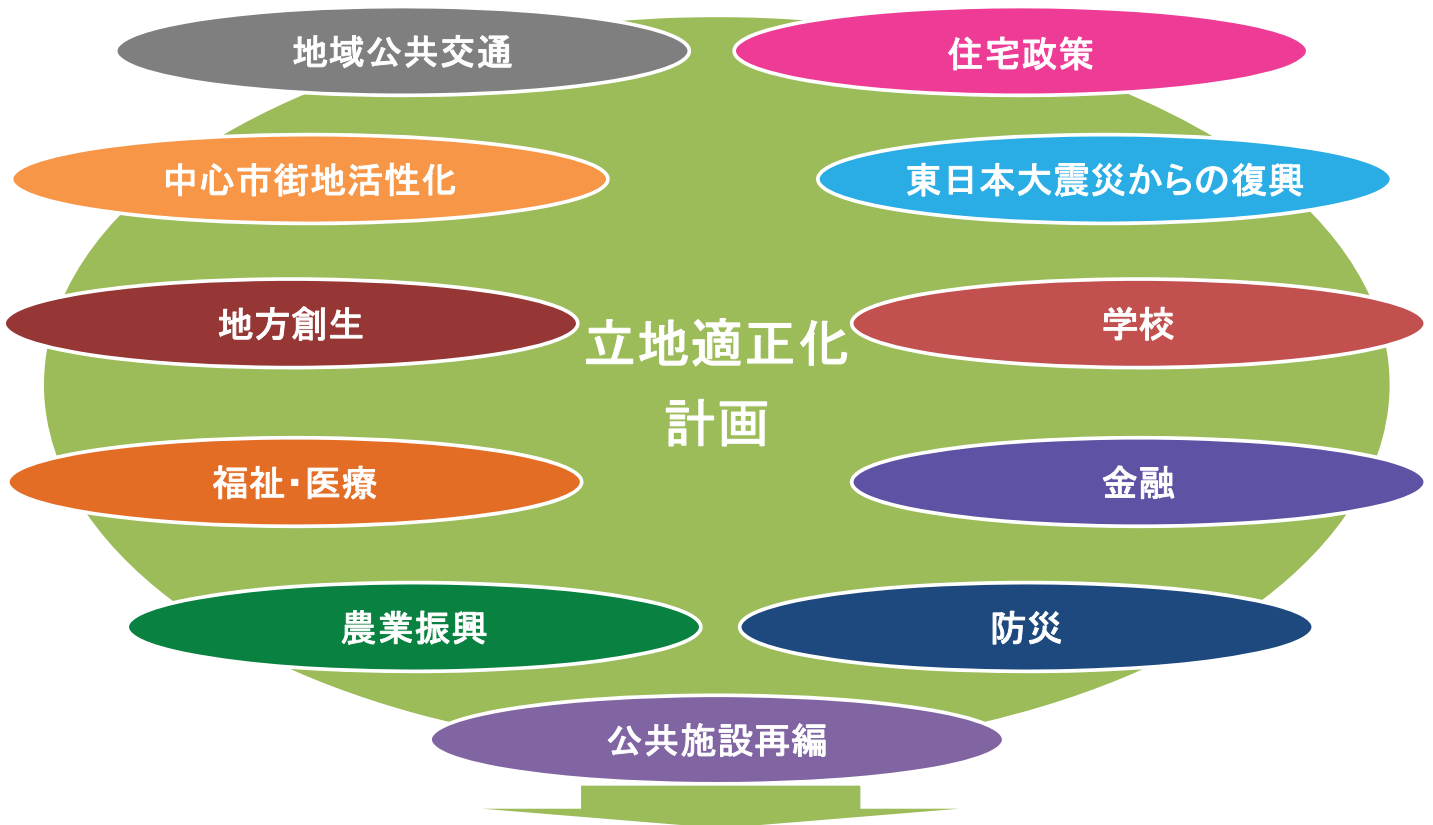 地域公共交通
住宅政策
中心市街地活性化
東日本大震災からの復興
地方創生
学校
立地適正化
計画
福祉・医療
金融
農業振興
防災
公共施設再編